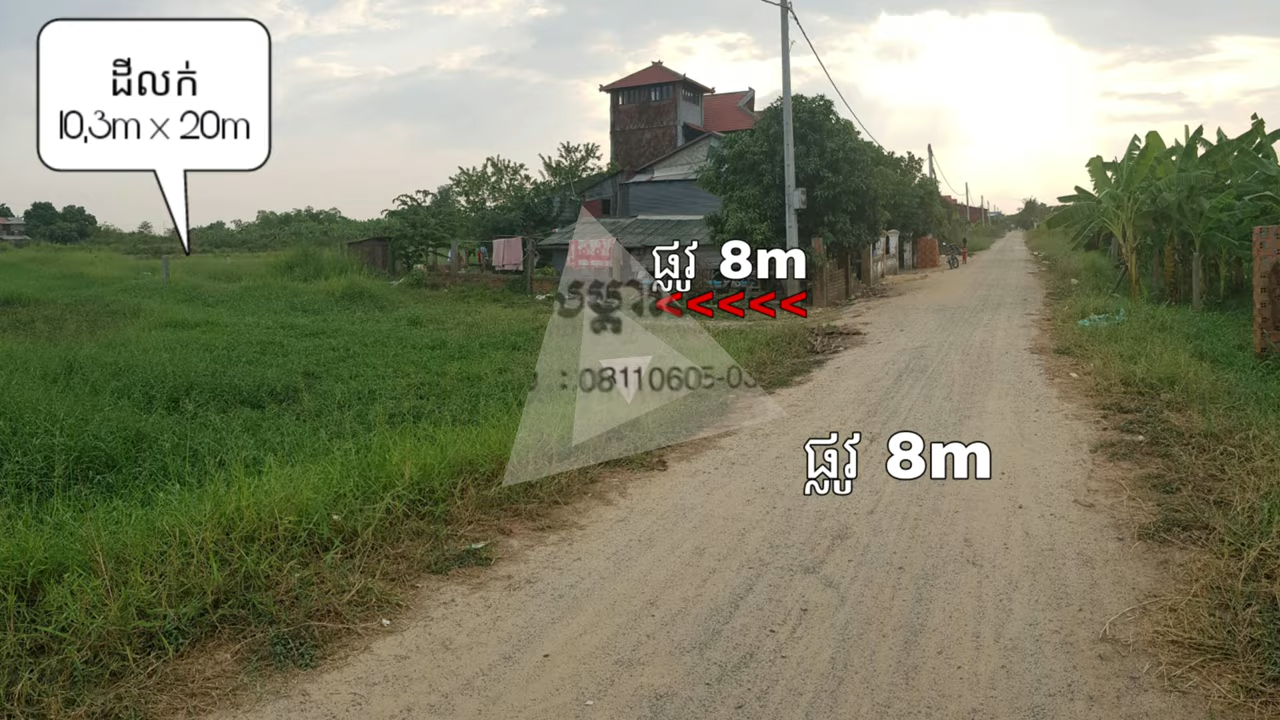 ដីលក់
10,3m x 20m
ផ្លូវ 8m
<<<<<
ផ្លូវ 8m